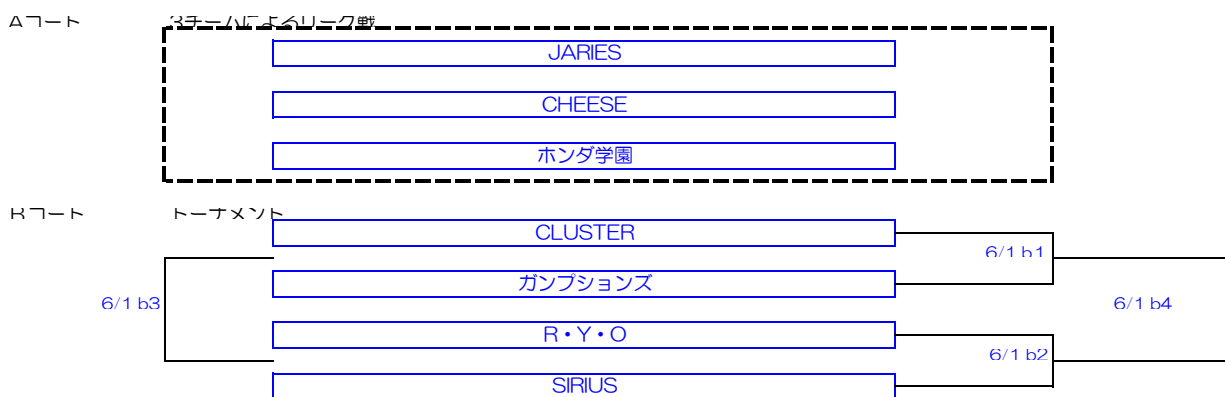 Aコート 3チームによるリーグ戦
JARIES
CHEESE
ホンダ学園
Bコート トーナメント
CLUSTER
6/1 b1
ガンプションズ
6/1 b3
6/1 b4
R・Y・O
6/1 b2
SIRIUS